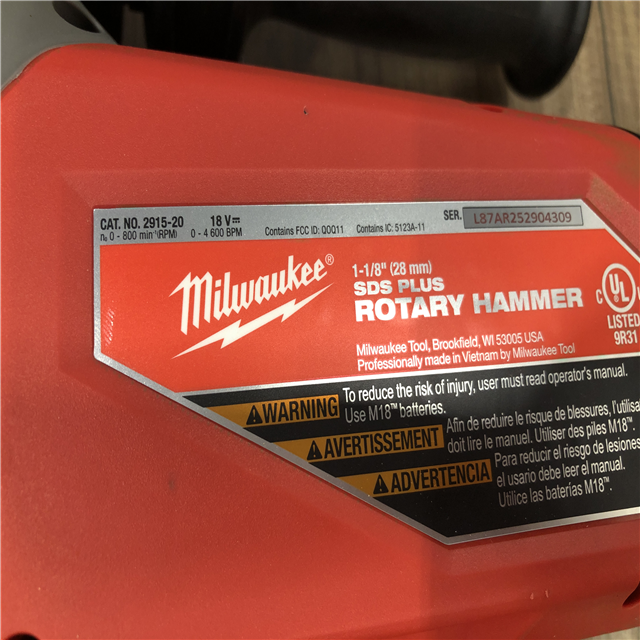 CAT. NO. 2915-20 18 V⎓ SER. L87AR252904309
n₀ 0 - 800 min⁻¹(RPM) 0 - 4 600 BPM Contains FCC ID: QOQ11 Contains IC: 5123A-11
Milwaukee®
1-1/8" (28 mm)
SDS PLUS
ROTARY HAMMER
Milwaukee Tool, Brookfield, WI 53005 USA
Professionally made in Vietnam by Milwaukee Tool
C UL
LISTED
9R31
WARNING To reduce the risk of injury, user must read operator's manual.
Use M18™ batteries.
AVERTISSEMENT Afin de réduire le risque de blessures, l'utilisa
doit lire le manuel. Utiliser des piles M18™.
ADVERTENCIA Para reducir el riesgo de lesiones
el usario debe leer el manual.
Utilice las baterías M18™.